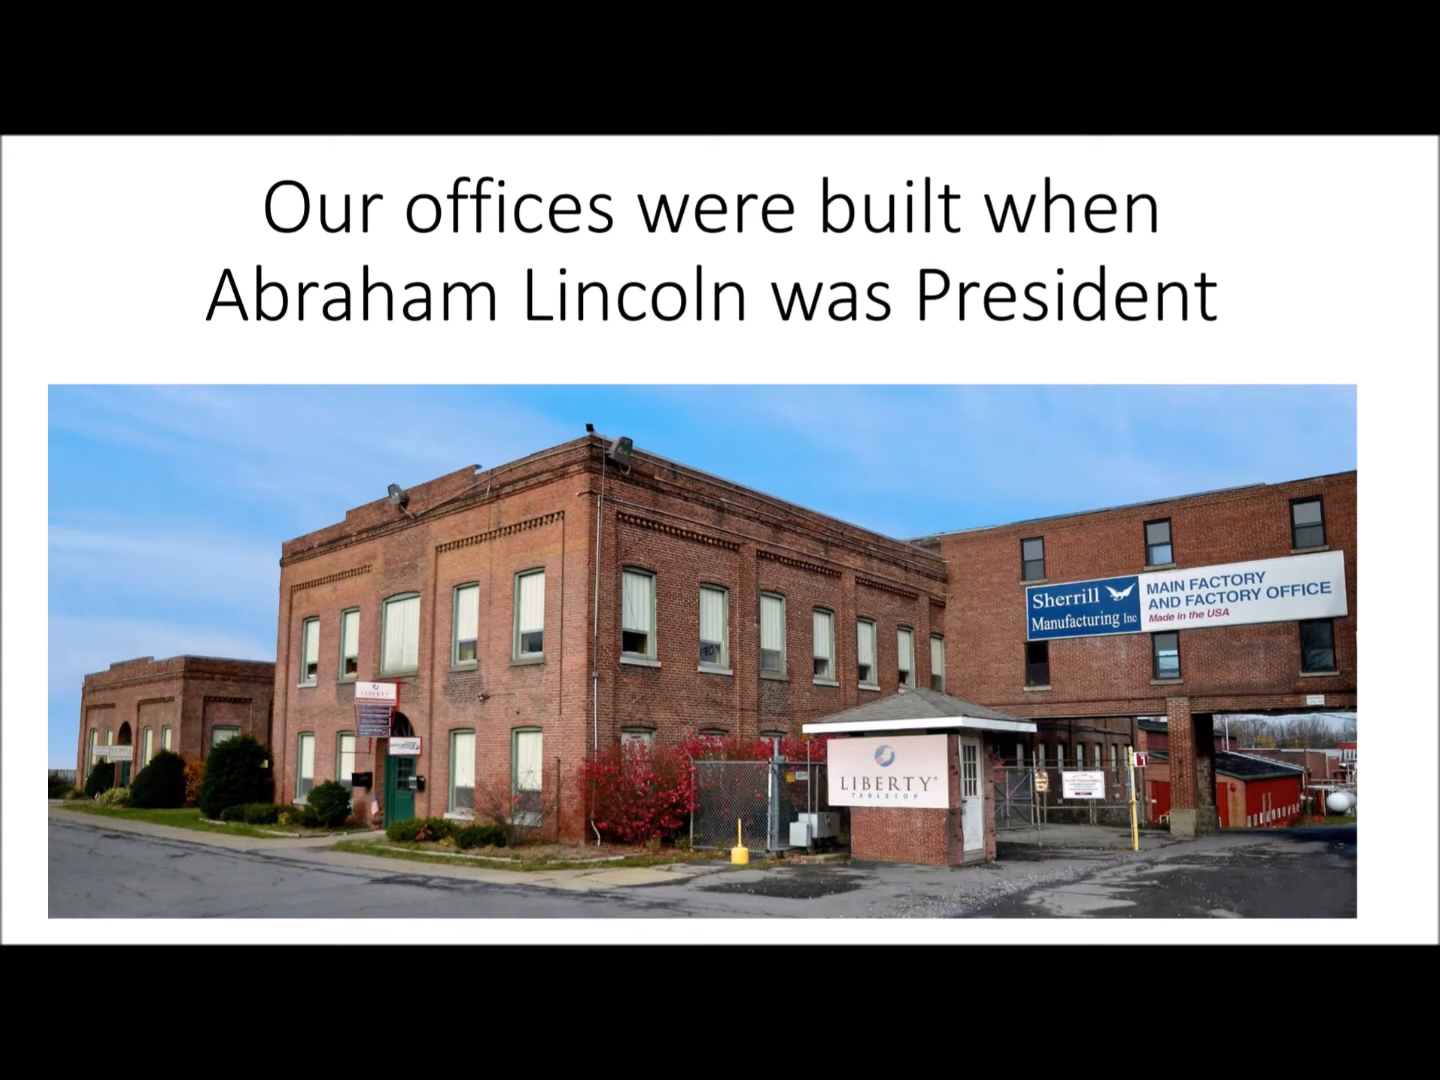 Our offices were built when
Abraham Lincoln was President
Sherrill
Manufacturing Inc
MAIN FACTORY
AND FACTORY OFFICE
Made in the USA
LIBERTY
LIBERTY
TABLETOP